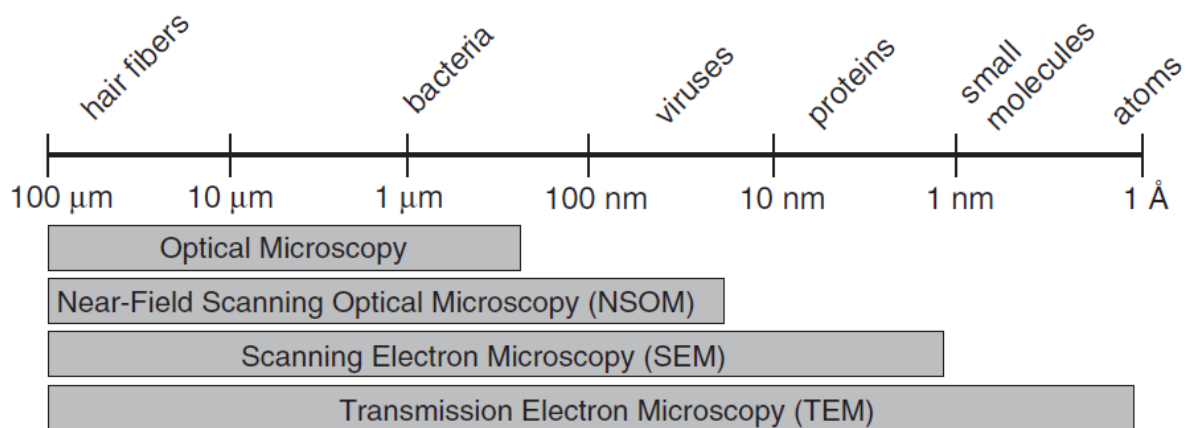 hair fibers
bacteria
viruses
proteins
small
molecules
atoms
100 μm 10 μm 1 μm 100 nm 10 nm 1 nm 1 Å
Optical Microscopy
Near-Field Scanning Optical Microscopy (NSOM)
Scanning Electron Microscopy (SEM)
Transmission Electron Microscopy (TEM)